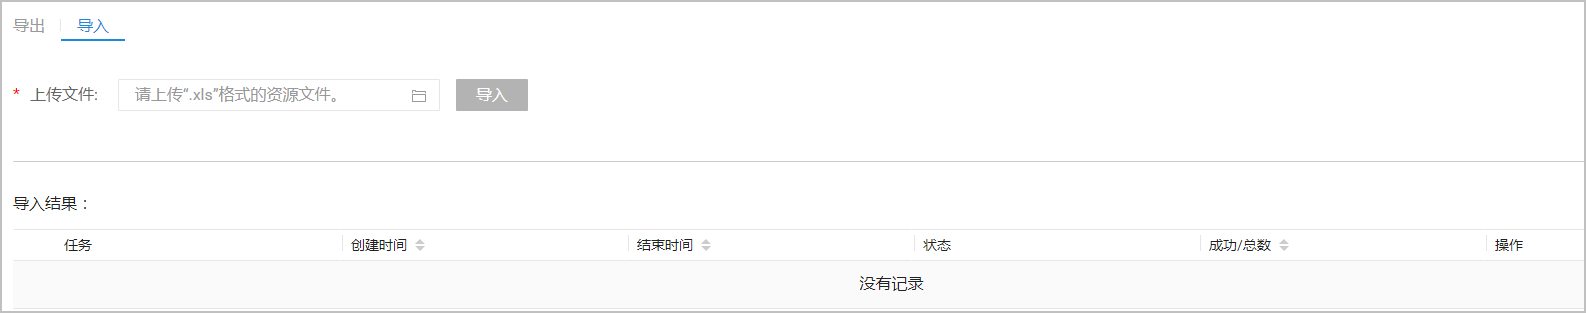 导出 导入
* 上传文件: 请上传“.xls”格式的资源文件。 导入
导入结果：
任务 创建时间 结束时间 状态 成功/总数 操作
没有记录